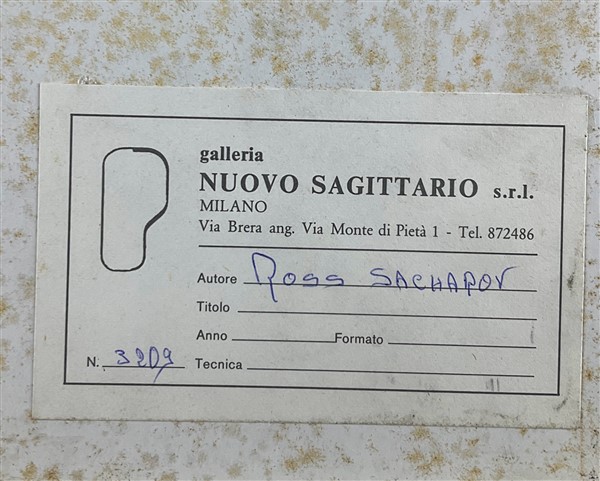 galleria
NUOVO SAGITTARIO s.r.l.
MILANO
Via Brera ang. Via Monte di Pietà 1 - Tel. 872486
Autore Ross SACHAROV
Titolo
Anno Formato
N. 3209 Tecnica